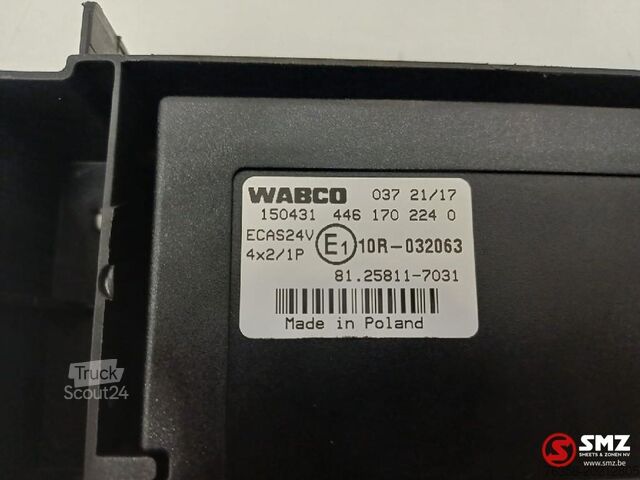 WABCO 037 21/17
150431 446 170 224 0
ECAS24V E1 10R-032063
4x2/1P
81.25811-7031
Made in Poland
Truck
Scout24
SMZ
SMEETS & ZONEN NV
www.smz.be